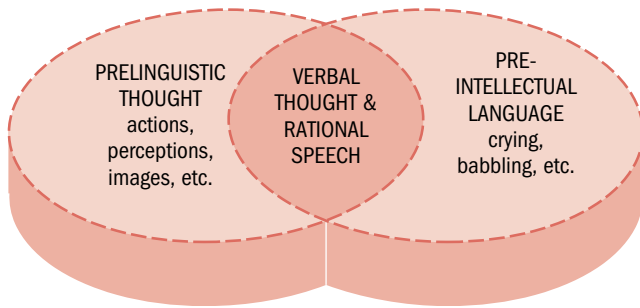 PRELINGUISTIC
THOUGHT
actions,
perceptions,
images, etc.
VERBAL
THOUGHT &
RATIONAL
SPEECH
PRE-
INTELLECTUAL
LANGUAGE
crying,
babbling, etc.